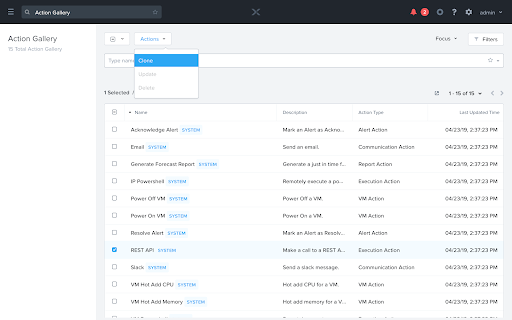 Action Gallery
2
?
admin
Action Gallery
15 Total Action Gallery
Actions
Focus
Filters
Type name
Clone
Update
Delete
1 Selected
1 - 15 of 15
Name Description Action Type Last Updated Time
Acknowledge Alert SYSTEM Mark an Alert as Acknow... Alert Action 04/23/19, 2:37:23 PM
Email SYSTEM Send an email. Communication Action 04/23/19, 2:37:23 PM
Generate Forecast Report SYSTEM Generate a just in time f... Report Action 04/23/19, 2:37:23 PM
IP Powershell SYSTEM Remotely execute a po... Execution Action 04/23/19, 2:37:23 PM
Power Off VM SYSTEM Power Off a VM. VM Action 04/23/19, 2:37:23 PM
Power On VM SYSTEM Power On a VM. VM Action 04/23/19, 2:37:23 PM
Resolve Alert SYSTEM Mark an Alert as Resolv... Alert Action 04/23/19, 2:37:23 PM
REST API SYSTEM Make a call to a REST A... Execution Action 04/23/19, 2:37:23 PM
Slack SYSTEM Send a slack message. Communication Action 04/23/19, 2:37:23 PM
VM Hot Add CPU SYSTEM Hot add CPU for a VM. VM Action 04/23/19, 2:37:23 PM
VM Hot Add Memory SYSTEM Hot add memory for a V... VM Action 04/23/19, 2:37:23 PM